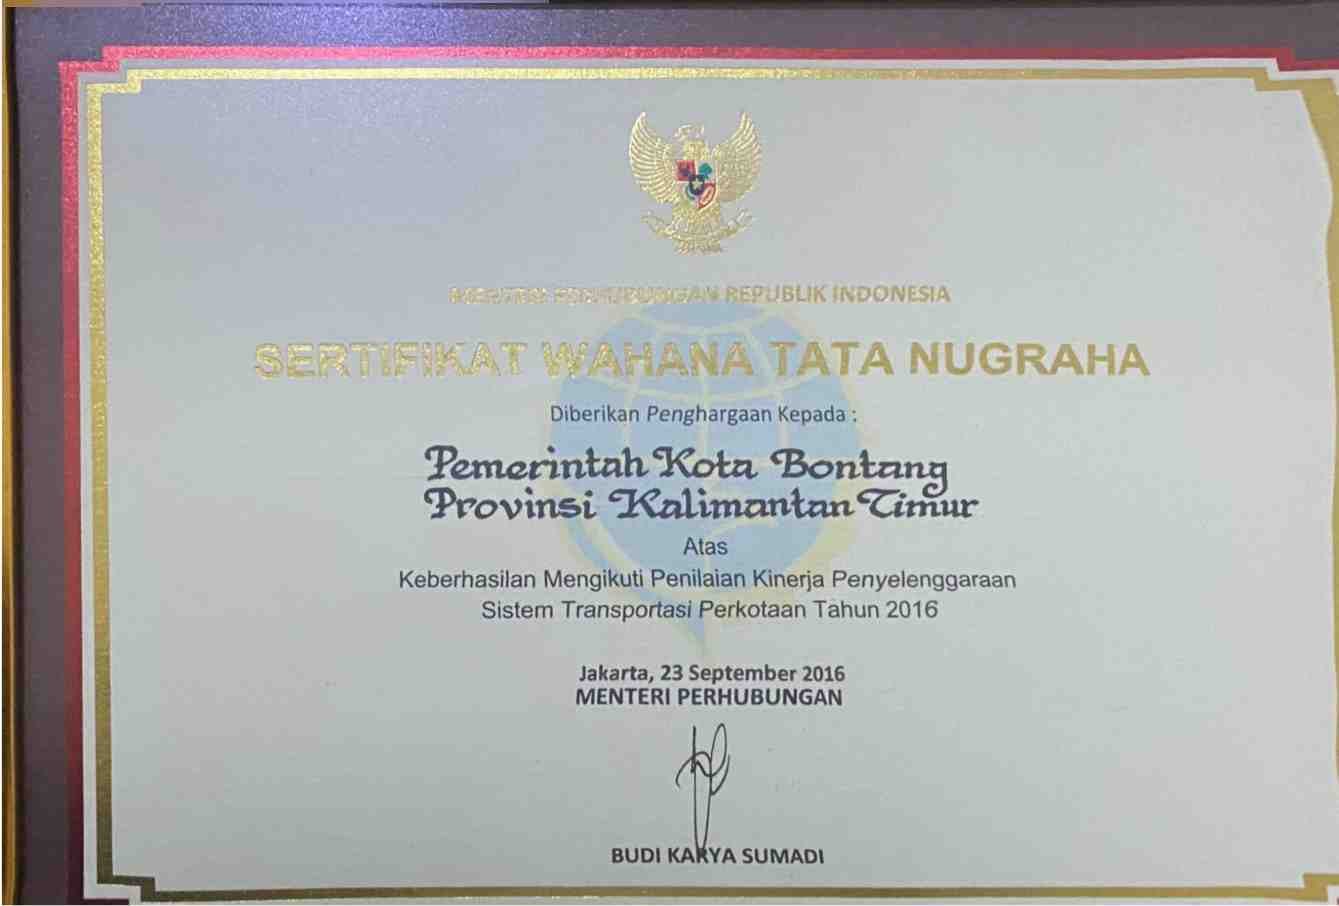 MENTERI PERHUBUNGAN REPUBLIK INDONESIA
SERTIFIKAT WAHANA TATA NUGRAHA
Diberikan Penghargaan Kepada :
Pemerintah Kota Bontang
Provinsi Kalimantan Timur
Atas
Keberhasilan Mengikuti Penilaian Kinerja Penyelenggaraan
Sistem Transportasi Perkotaan Tahun 2016
Jakarta, 23 September 2016
MENTERI PERHUBUNGAN
BUDI KARYA SUMADI